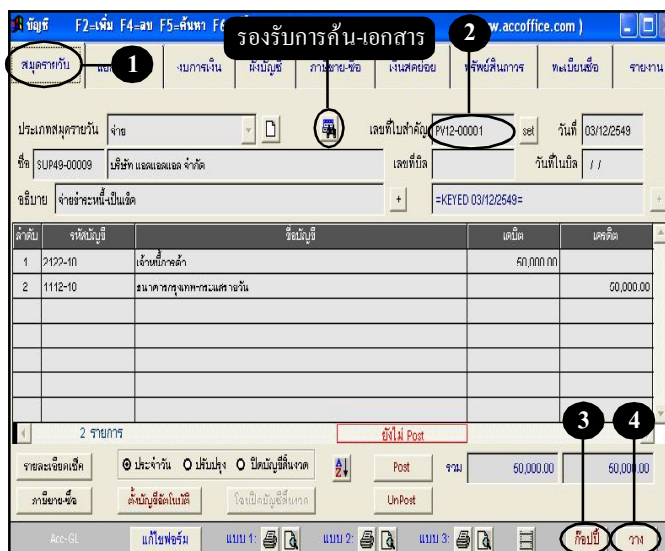 บัญชี F2=เพิ่ม F4=ลบ F5=ค้นหา F6 ww.accoffice.com )
รองรับการค้น-เอกสาร
2
สมุดรายวัน 1 งบการเงิน ผังบัญชี ภาษีขาย-ซื้อ เงินสดย่อย ทรัพย์สินถาวร ทะเบียนชื่อ รายงาน
ประเภทสมุดรายวัน จ่าย เลขที่ใบสำคัญ PV12-00001 set วันที่ 03/12/2549
ชื่อ SUP49-00009 บริษัท แอลแอลแอล จำกัด เลขที่บิล วันที่ในบิล / /
อธิบาย จ่ายชำระหนี้-เป็นเช็ค + =KEYED 03/12/2549= +
ลำดับ รหัสบัญชี ชื่อบัญชี เดบิต เครดิต
1 2122-10 เจ้าหนี้การค้า 50,000.00
2 1112-10 ธนาคารกรุงเทพ-กระแสรายวัน 50,000.00
3 4
2 รายการ ยังไม่ Post
รายละเอียดเช็ค ประจำวัน ปรับปรุง ปิดบัญชีสิ้นงวด Post รวม 50,000.00 50,000.00
ภาษีขาย-ซื้อ ตั้งบัญชีอัตโนมัติ โอนปิดบัญชีสิ้นงวด UnPost
Acc-GL แก้ไขฟอร์ม แบบ 1: แบบ 2: แบบ 3: ก๊อปปี้ วาง